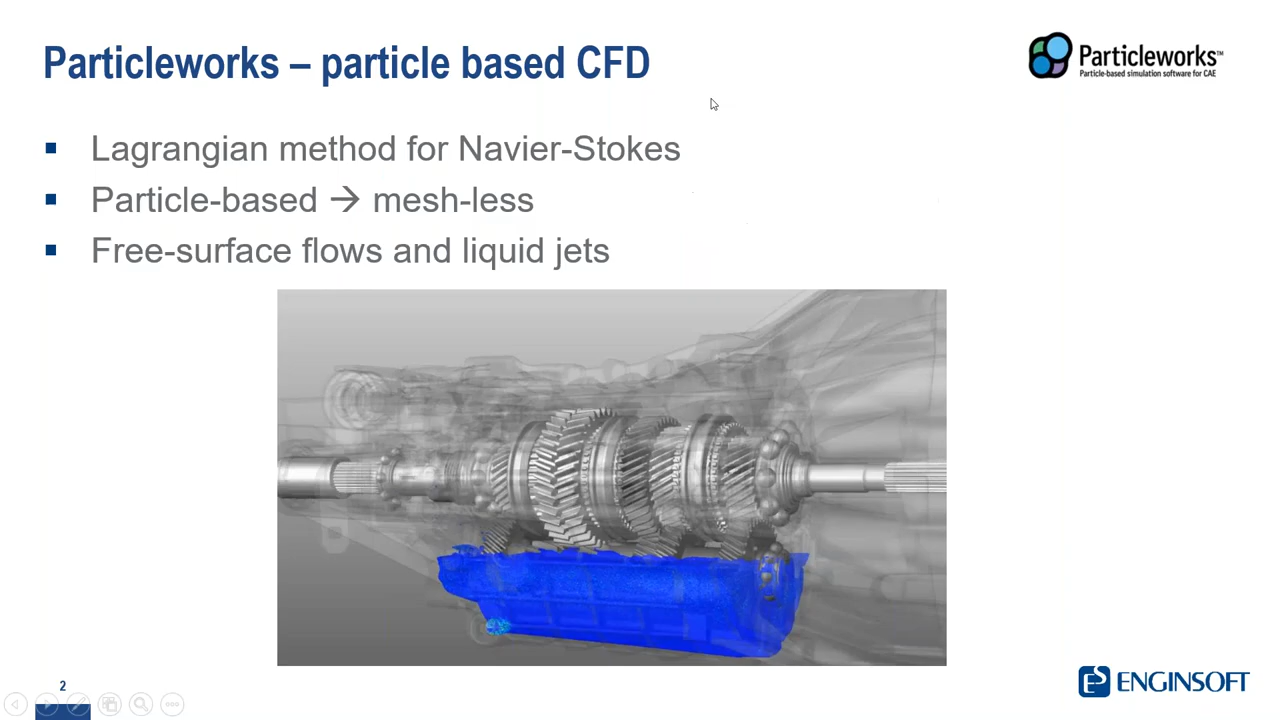 Particleworks – particle based CFD
Particleworks™
Particle-based simulation software for CAE
▪ Lagrangian method for Navier-Stokes
▪ Particle-based → mesh-less
▪ Free-surface flows and liquid jets
2
ENGINSOFT